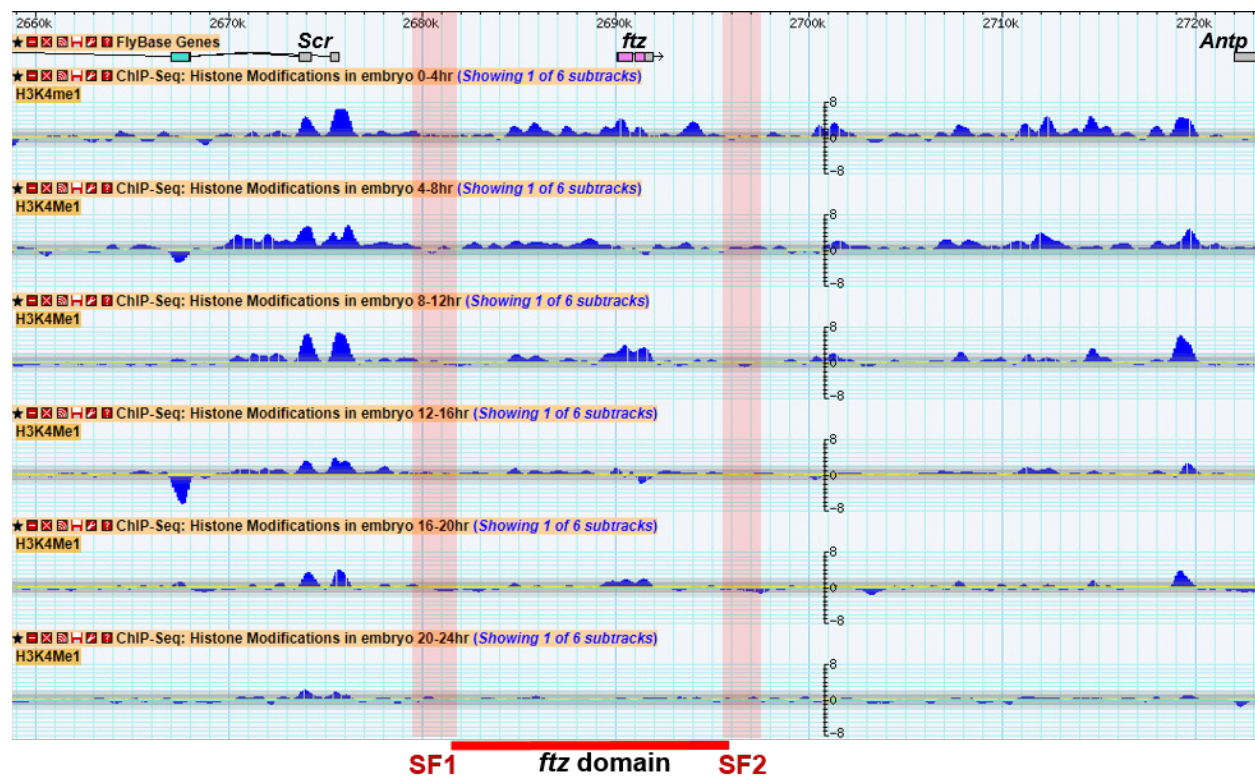 2660k 2670k 2680k 2690k 2700k 2710k 2720k
FlyBase Genes Scr ftz Antp
ChIP-Seq: Histone Modifications in embryo 0-4hr (Showing 1 of 6 subtracks)
H3K4me1
8
0
-8
ChIP-Seq: Histone Modifications in embryo 4-8hr (Showing 1 of 6 subtracks)
H3K4Me1
8
0
-8
ChIP-Seq: Histone Modifications in embryo 8-12hr (Showing 1 of 6 subtracks)
H3K4Me1
8
0
-8
ChIP-Seq: Histone Modifications in embryo 12-16hr (Showing 1 of 6 subtracks)
H3K4Me1
8
0
-8
ChIP-Seq: Histone Modifications in embryo 16-20hr (Showing 1 of 6 subtracks)
H3K4Me1
8
0
-8
ChIP-Seq: Histone Modifications in embryo 20-24hr (Showing 1 of 6 subtracks)
H3K4Me1
8
0
-8
SF1 ftz domain SF2